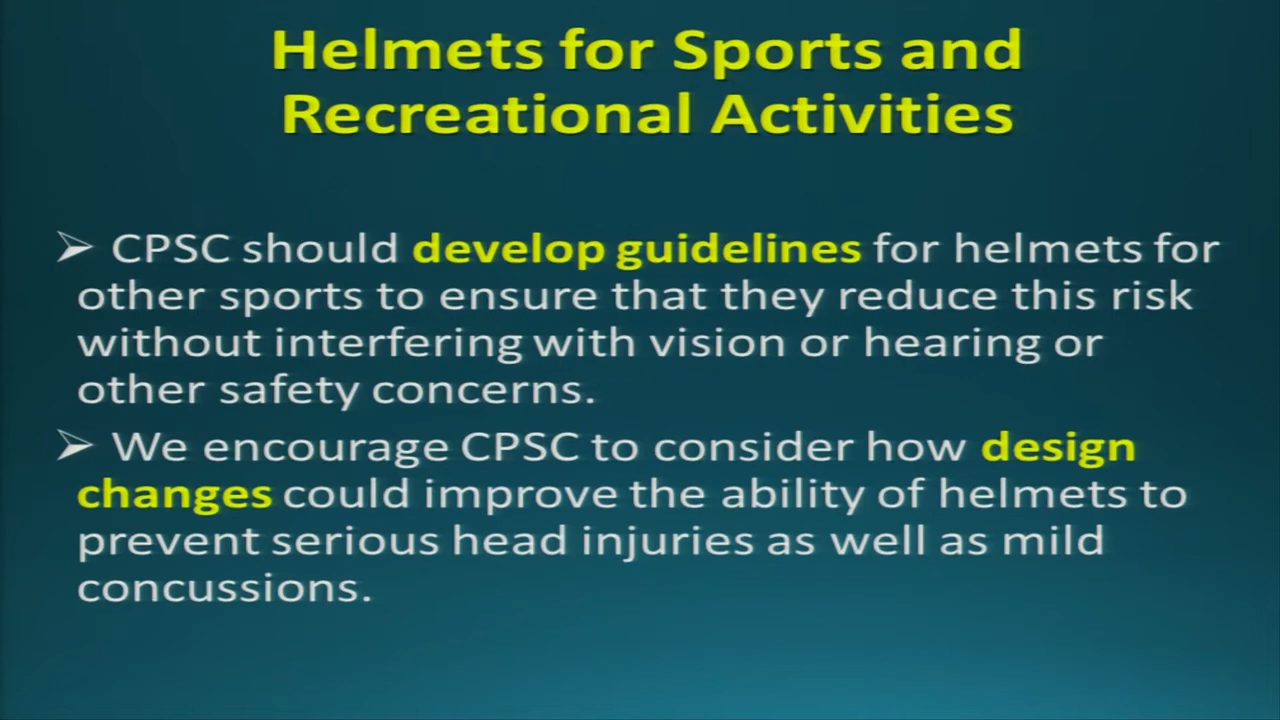 Helmets for Sports and
Recreational Activities
➢ CPSC should develop guidelines for helmets for
other sports to ensure that they reduce this risk
without interfering with vision or hearing or
other safety concerns.
➢ We encourage CPSC to consider how design
changes could improve the ability of helmets to
prevent serious head injuries as well as mild
concussions.